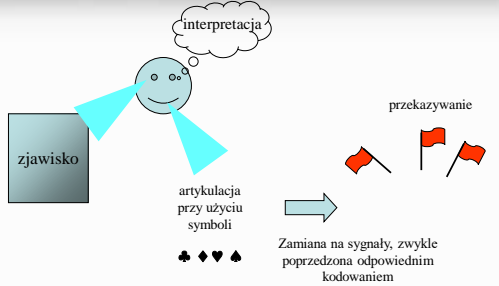 interpretacja
zjawisko
artykulacja
przy użyciu
symboli
♣ ♦ ♥ ♠
przekazywanie
Zamiana na sygnały, zwykle
poprzedzona odpowiednim
kodowaniem